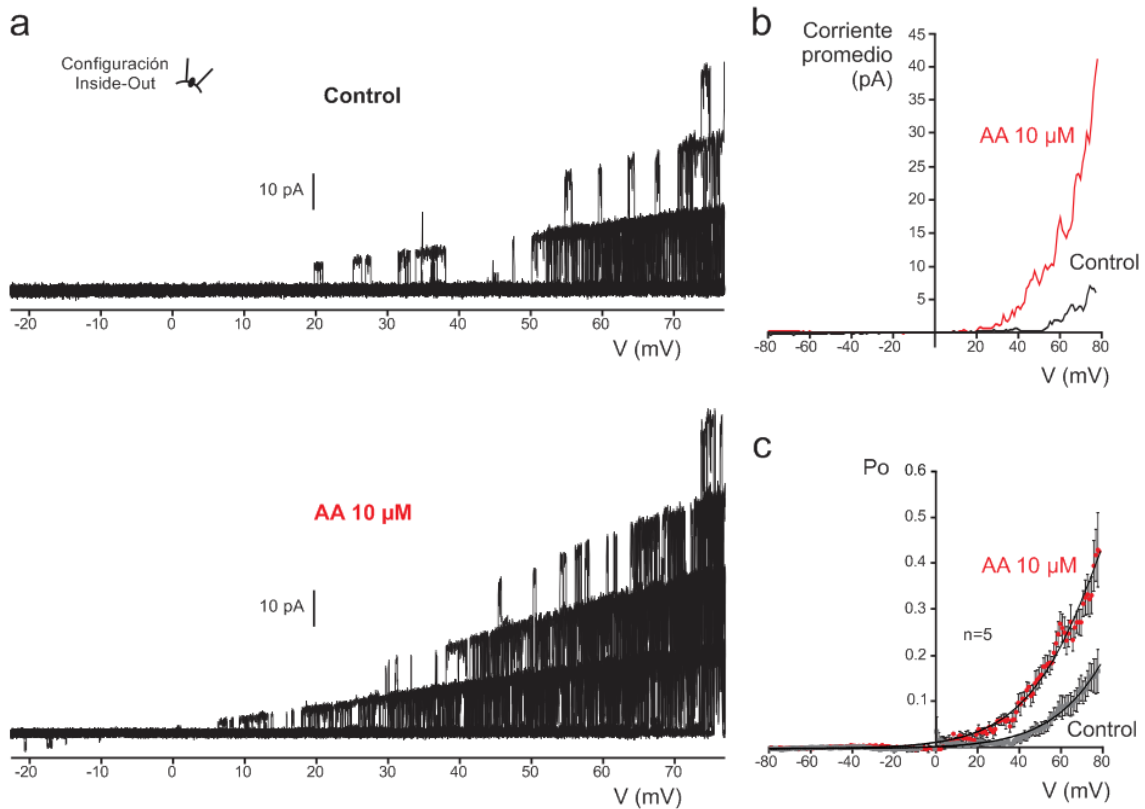 a
Configuración
Inside-Out
Control
10 pA
-20 -10 0 10 20 30 40 50 60 70
V (mV)
AA 10 µM
10 pA
-20 -10 0 10 20 30 40 50 60 70
V (mV)
b
Corriente
promedio
(pA)
45
40
35
30
25
20
15
10
5
AA 10 µM
Control
-80 -60 -40 -20 20 40 60 80
V (mV)
c
Po
0.6
0.5
0.4
0.3
0.2
0.1
AA 10 µM
n=5
Control
-80 -60 -40 -20 0 20 40 60 80
V (mV)